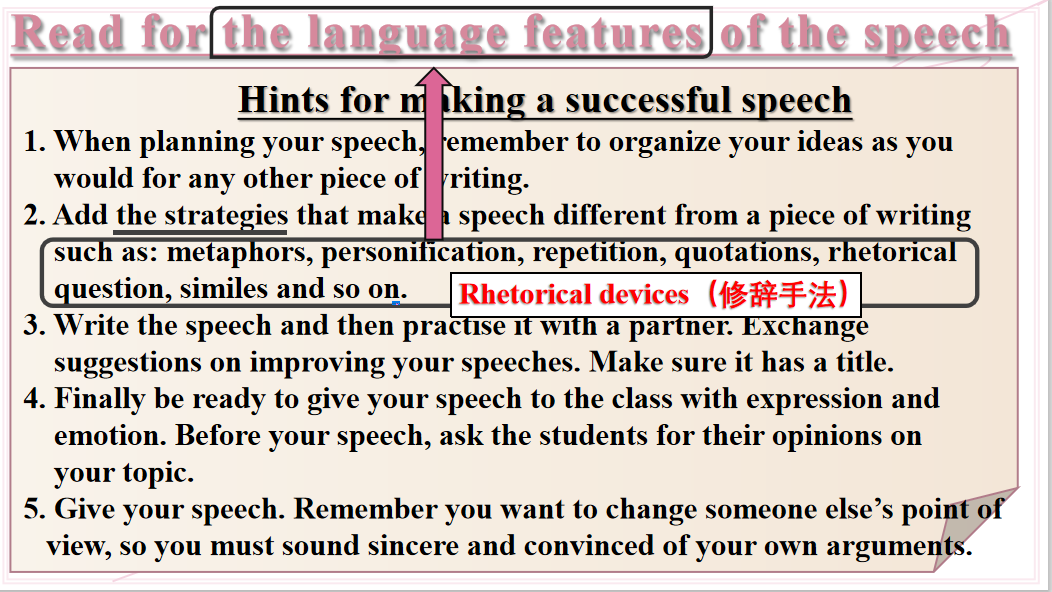 Read for the language features of the speech
Hints for making a successful speech
1. When planning your speech, remember to organize your ideas as you
would for any other piece of writing.
2. Add the strategies that make a speech different from a piece of writing
such as: metaphors, personification, repetition, quotations, rhetorical
question, similes and so on.
Rhetorical devices（修辞手法）
3. Write the speech and then practise it with a partner. Exchange
suggestions on improving your speeches. Make sure it has a title.
4. Finally be ready to give your speech to the class with expression and
emotion. Before your speech, ask the students for their opinions on
your topic.
5. Give your speech. Remember you want to change someone else’s point of
view, so you must sound sincere and convinced of your own arguments.